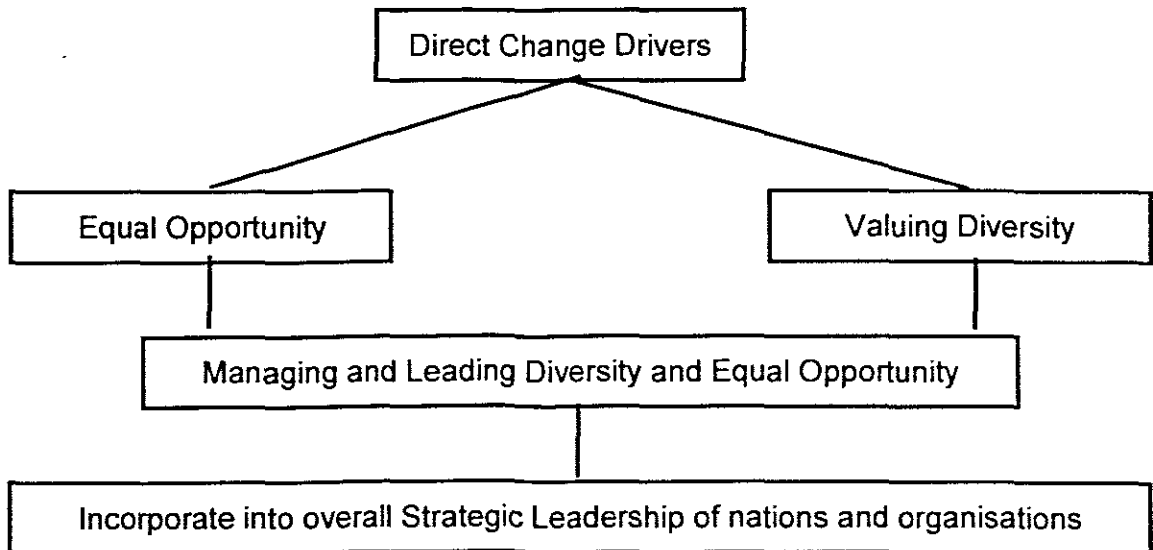 Direct Change Drivers
Equal Opportunity
Valuing Diversity
Managing and Leading Diversity and Equal Opportunity
Incorporate into overall Strategic Leadership of nations and organisations